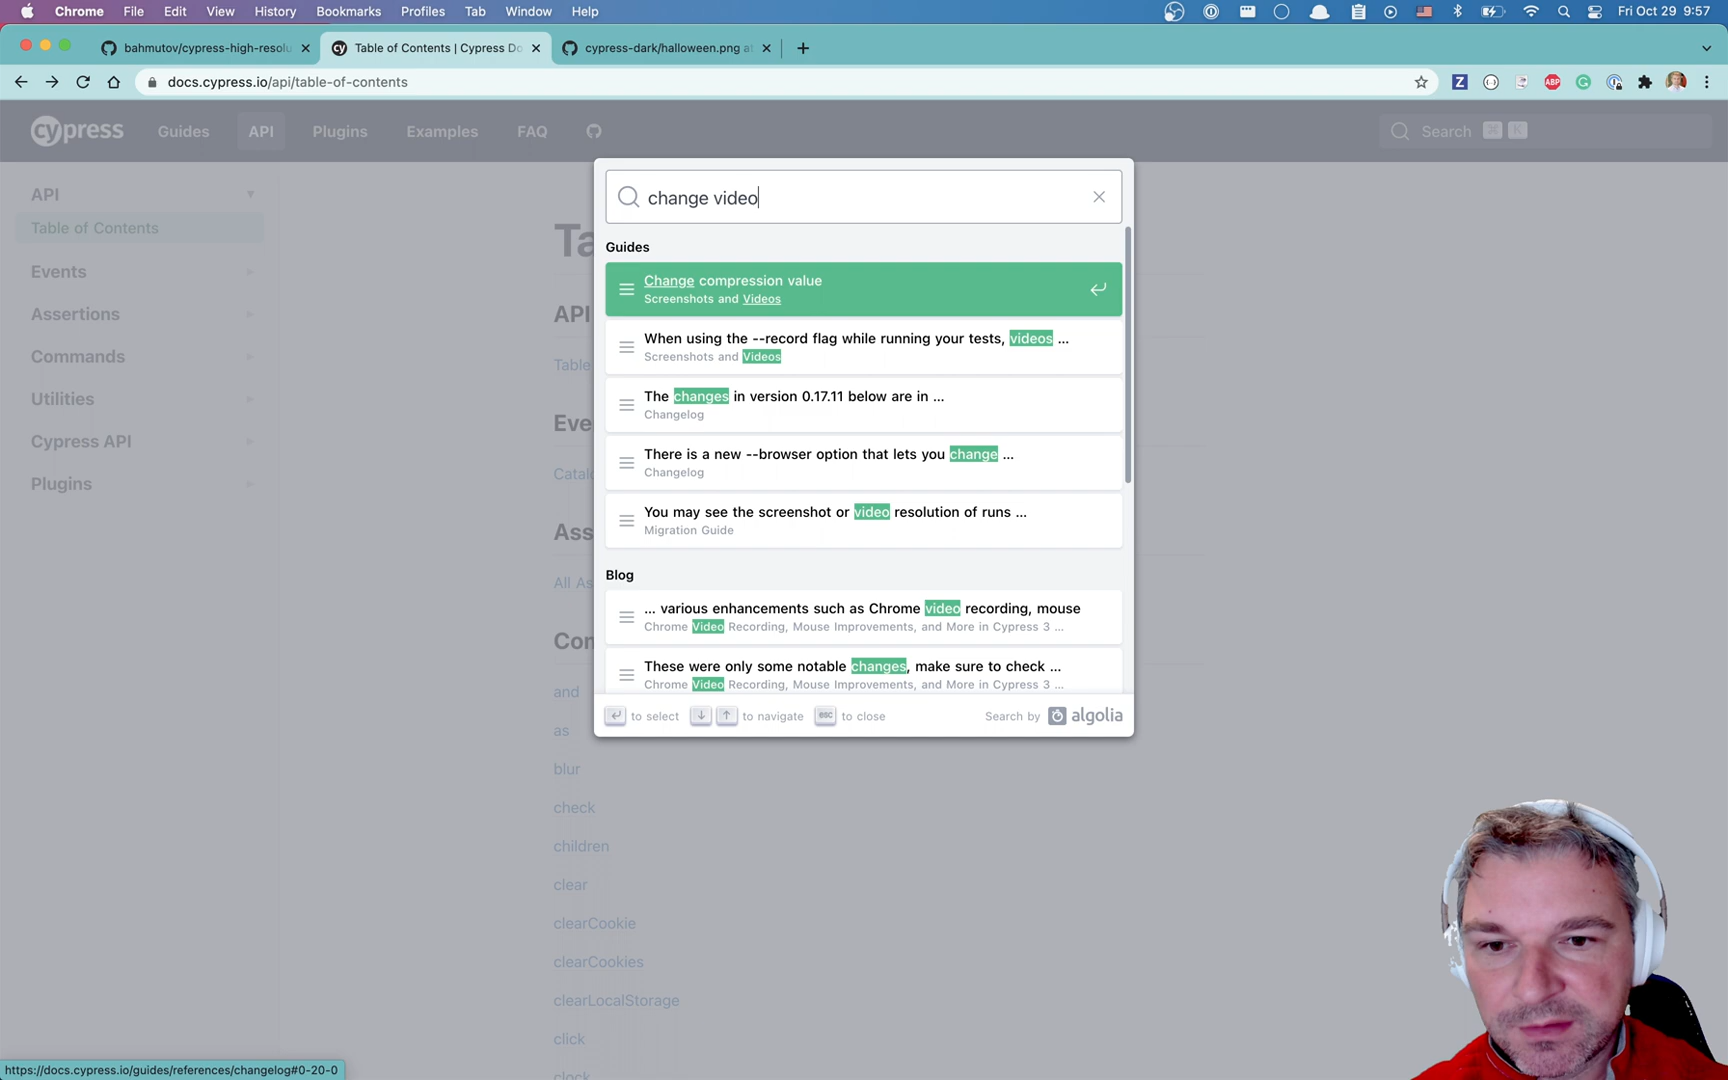 Chrome File Edit View History Bookmarks Profiles Tab Window Help Fri Oct 29 9:57
bahmutov/cypress-high-resolu
Table of Contents | Cypress Do
cypress-dark/halloween.png at
docs.cypress.io/api/table-of-contents
Z ABP
cypress Guides API Plugins Examples FAQ Search ⌘ K
API
Table of Contents
Events
Assertions
Commands
Utilities
Cypress API
Plugins
Ta
API
Table
Eve
Catalo
Ass
All As
Com
and
as
blur
check
children
clear
clearCookie
clearCookies
clearLocalStorage
click
clock
change video
Guides
Change compression value
Screenshots and Videos
When using the --record flag while running your tests, videos ...
Screenshots and Videos
The changes in version 0.17.11 below are in ...
Changelog
There is a new --browser option that lets you change ...
Changelog
You may see the screenshot or video resolution of runs ...
Migration Guide
Blog
... various enhancements such as Chrome video recording, mouse
Chrome Video Recording, Mouse Improvements, and More in Cypress 3 ...
These were only some notable changes, make sure to check ...
Chrome Video Recording, Mouse Improvements, and More in Cypress 3 ...
to select to navigate esc to close Search by algolia
https://docs.cypress.io/guides/references/changelog#0-20-0